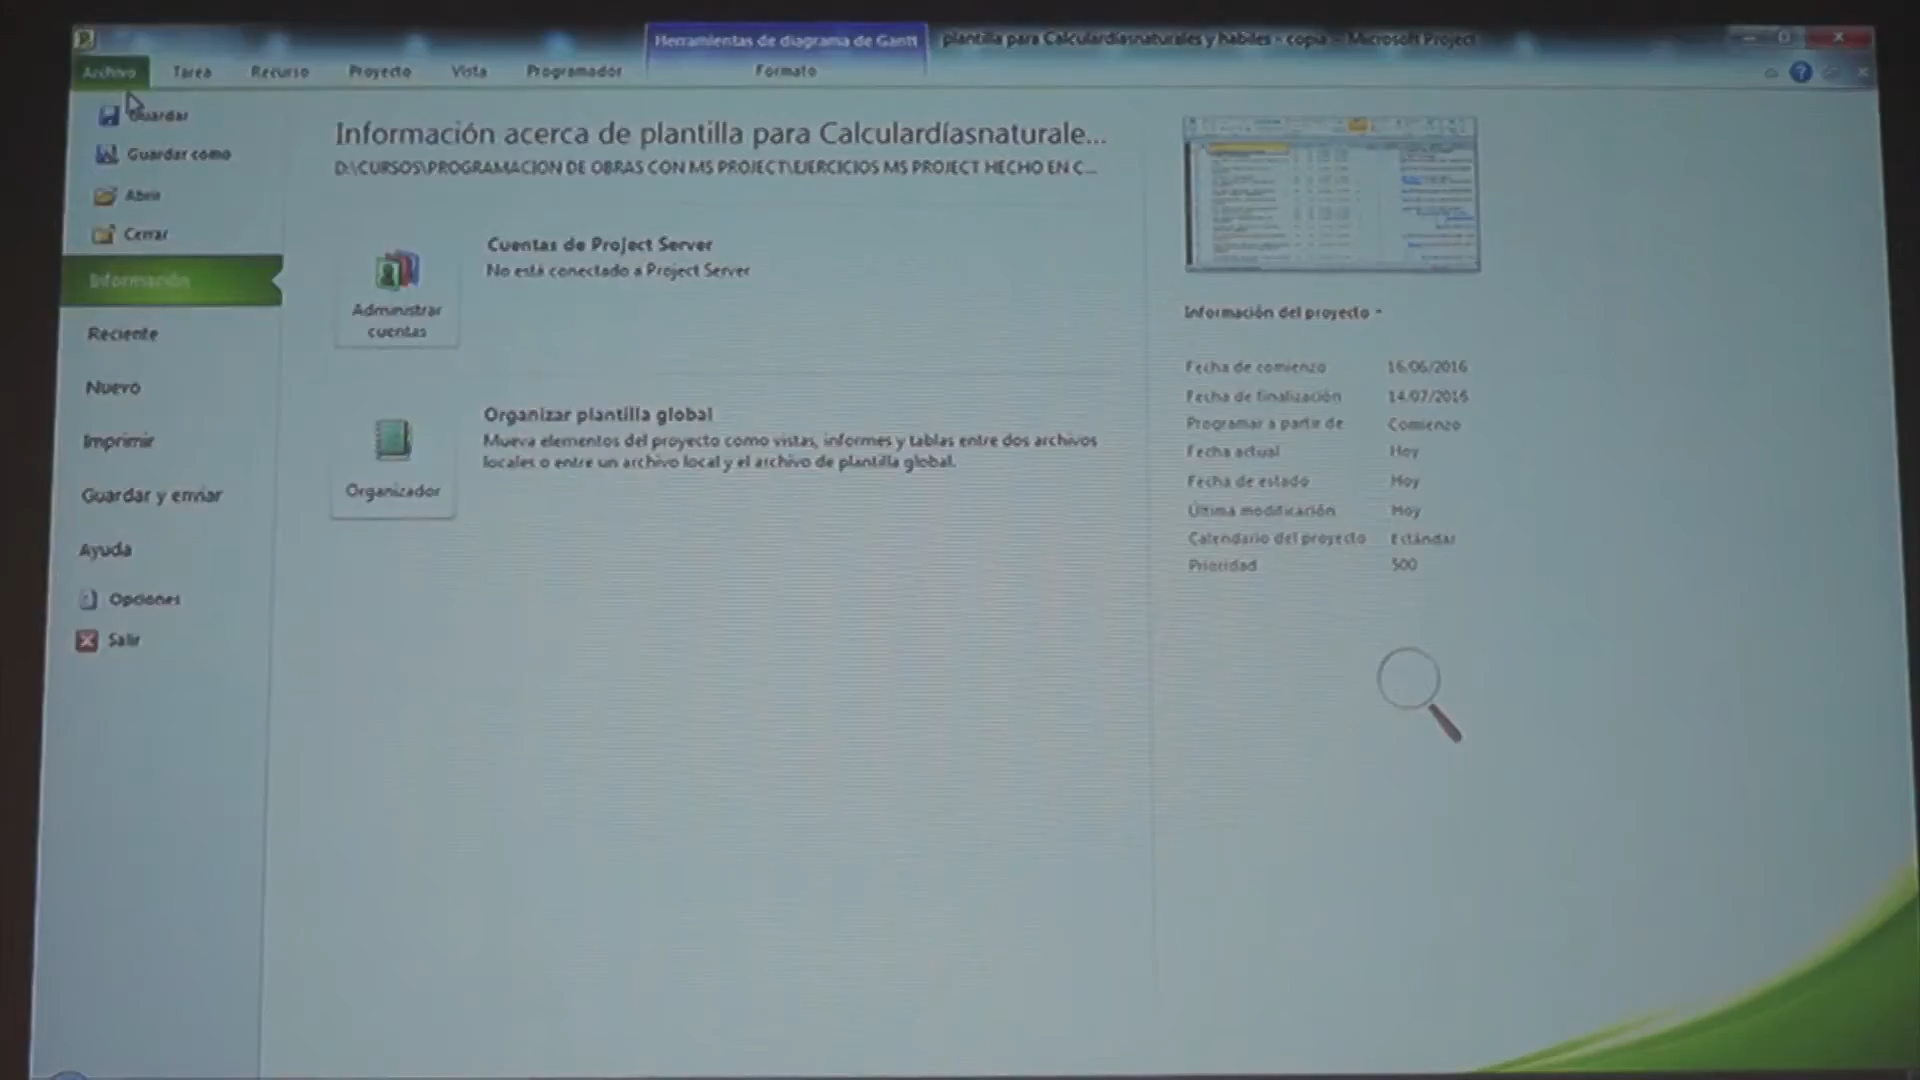 Herramientas de diagrama de Gantt
plantilla para Calculardíasnaturales y hábiles - copia - Microsoft Project
Archivo Tarea Recurso Proyecto Vista Programador Formato
Guardar
Guardar como
Abrir
Cerrar
Información
Reciente
Nuevo
Imprimir
Guardar y enviar
Ayuda
Opciones
Salir
Información acerca de plantilla para Calculardíasnaturale...
D:\CURSOS\PROGRAMACION DE OBRAS CON MS PROJECT\EJERCICIOS MS PROJECT HECHO EN C...
Administrar
cuentas
Cuentas de Project Server
No está conectado a Project Server
Organizador
Organizar plantilla global
Mueva elementos del proyecto como vistas, informes y tablas entre dos archivos
locales o entre un archivo local y el archivo de plantilla global.
Información del proyecto
Fecha de comienzo 16/06/2016
Fecha de finalización 14/07/2016
Programar a partir de Comienzo
Fecha actual Hoy
Fecha de estado Hoy
Última modificación Hoy
Calendario del proyecto Estándar
Prioridad 500